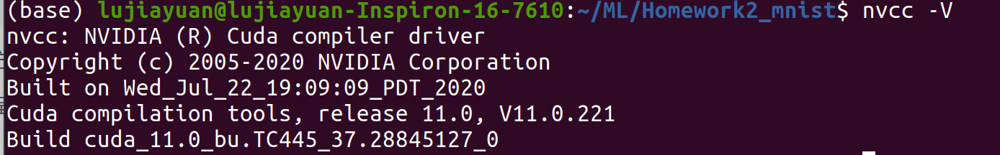 (base) lujiayuan@lujiayuan-Inspiron-16-7610:~/ML/Homework2_mnist$ nvcc -V
nvcc: NVIDIA (R) Cuda compiler driver
Copyright (c) 2005-2020 NVIDIA Corporation
Built on Wed_Jul_22_19:09:09_PDT_2020
Cuda compilation tools, release 11.0, V11.0.221
Build cuda_11.0_bu.TC445_37.28845127_0